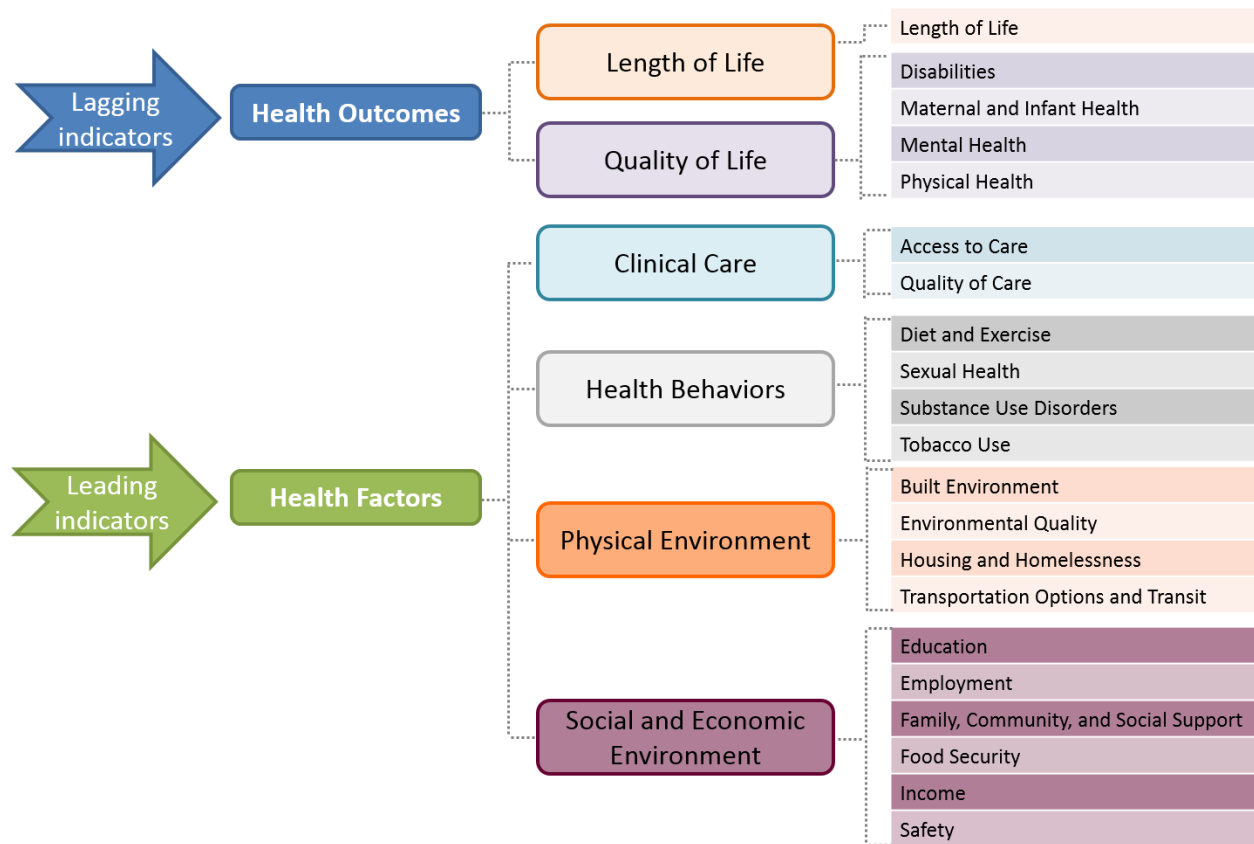 Lagging
indicators
Health Outcomes
Length of Life
Length of Life
Quality of Life
Disabilities
Maternal and Infant Health
Mental Health
Physical Health
Leading
indicators
Health Factors
Clinical Care
Access to Care
Quality of Care
Health Behaviors
Diet and Exercise
Sexual Health
Substance Use Disorders
Tobacco Use
Physical Environment
Built Environment
Environmental Quality
Housing and Homelessness
Transportation Options and Transit
Social and Economic
Environment
Education
Employment
Family, Community, and Social Support
Food Security
Income
Safety